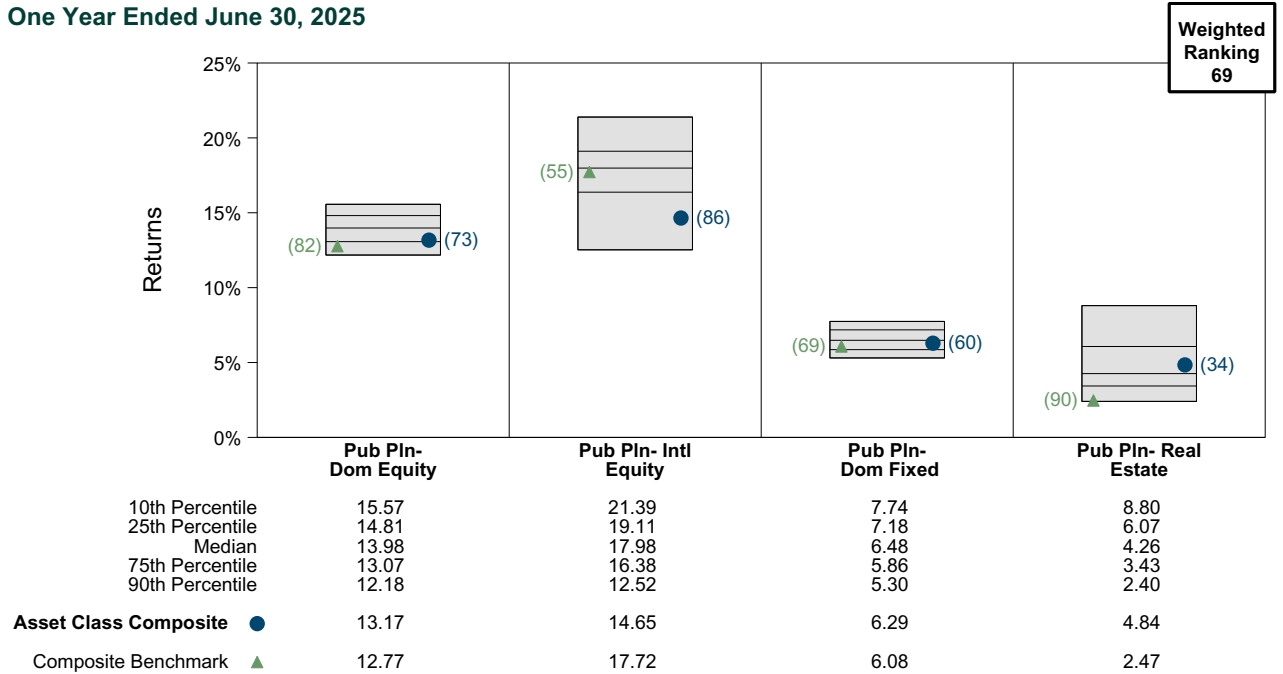 One Year Ended June 30, 2025
Weighted
Ranking
69
Returns
25%
20%
15%
10%
5%
0%
(82)
(73)
(55)
(86)
(69)
(60)
(90)
(34)
Pub Pln-
Dom Equity
Pub Pln- Intl
Equity
Pub Pln-
Dom Fixed
Pub Pln- Real
Estate
10th Percentile 15.57 21.39 7.74 8.80
25th Percentile 14.81 19.11 7.18 6.07
Median 13.98 17.98 6.48 4.26
75th Percentile 13.07 16.38 5.86 3.43
90th Percentile 12.18 12.52 5.30 2.40
Asset Class Composite 13.17 14.65 6.29 4.84
Composite Benchmark 12.77 17.72 6.08 2.47